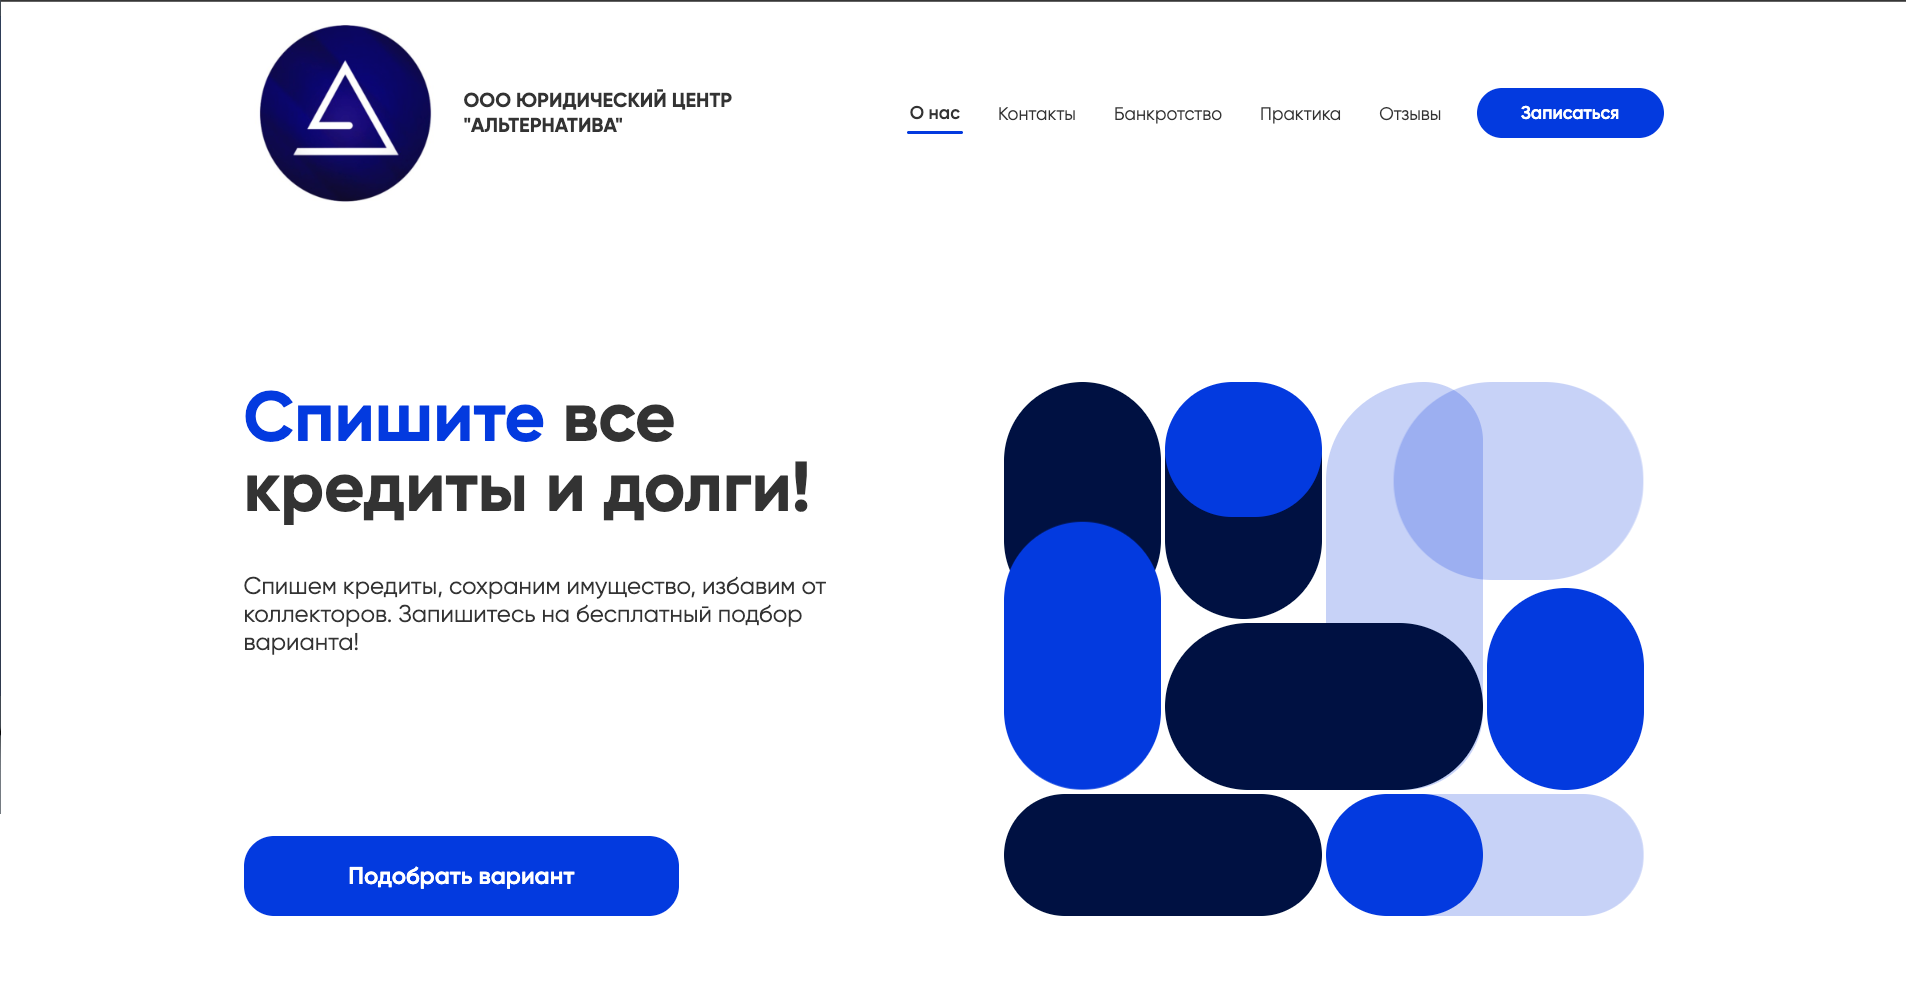 ООО ЮРИДИЧЕСКИЙ ЦЕНТР
"АЛЬТЕРНАТИВА"
О нас
Контакты
Банкротство
Практика
Отзывы
Записаться
Спишите все
кредиты и долги!
Спишем кредиты, сохраним имущество, избавим от
коллекторов. Запишитесь на бесплатный подбор
варианта!
Подобрать вариант